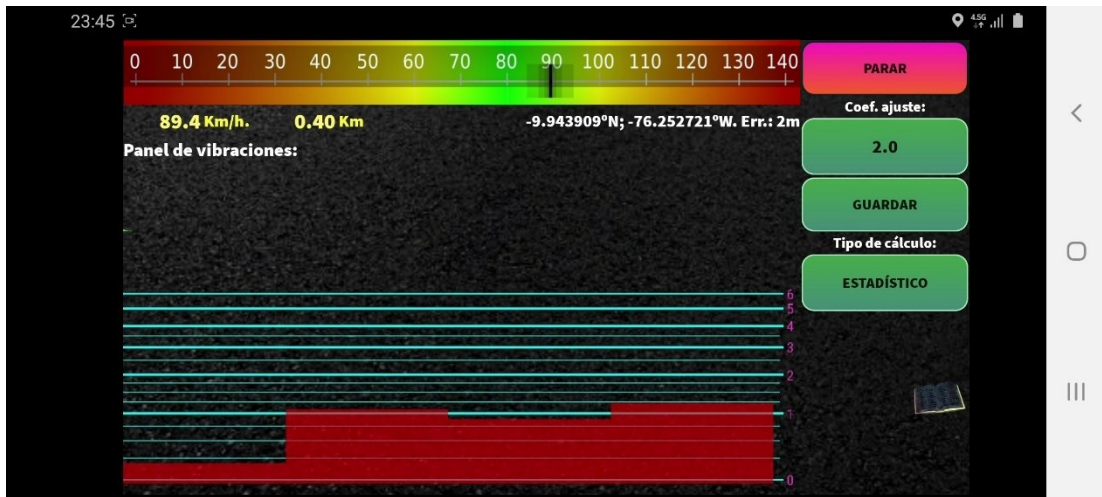 23:45
4.5G
0 10 20 30 40 50 60 70 80 90 100 110 120 130 140
PARAR
89.4 Km/h. 0.40 Km -9.943909ºN; -76.252721ºW. Err.: 2m
Coef. ajuste:
Panel de vibraciones:
2.0
GUARDAR
Tipo de cálculo:
ESTADÍSTICO
6
5
4
3
2
1
0